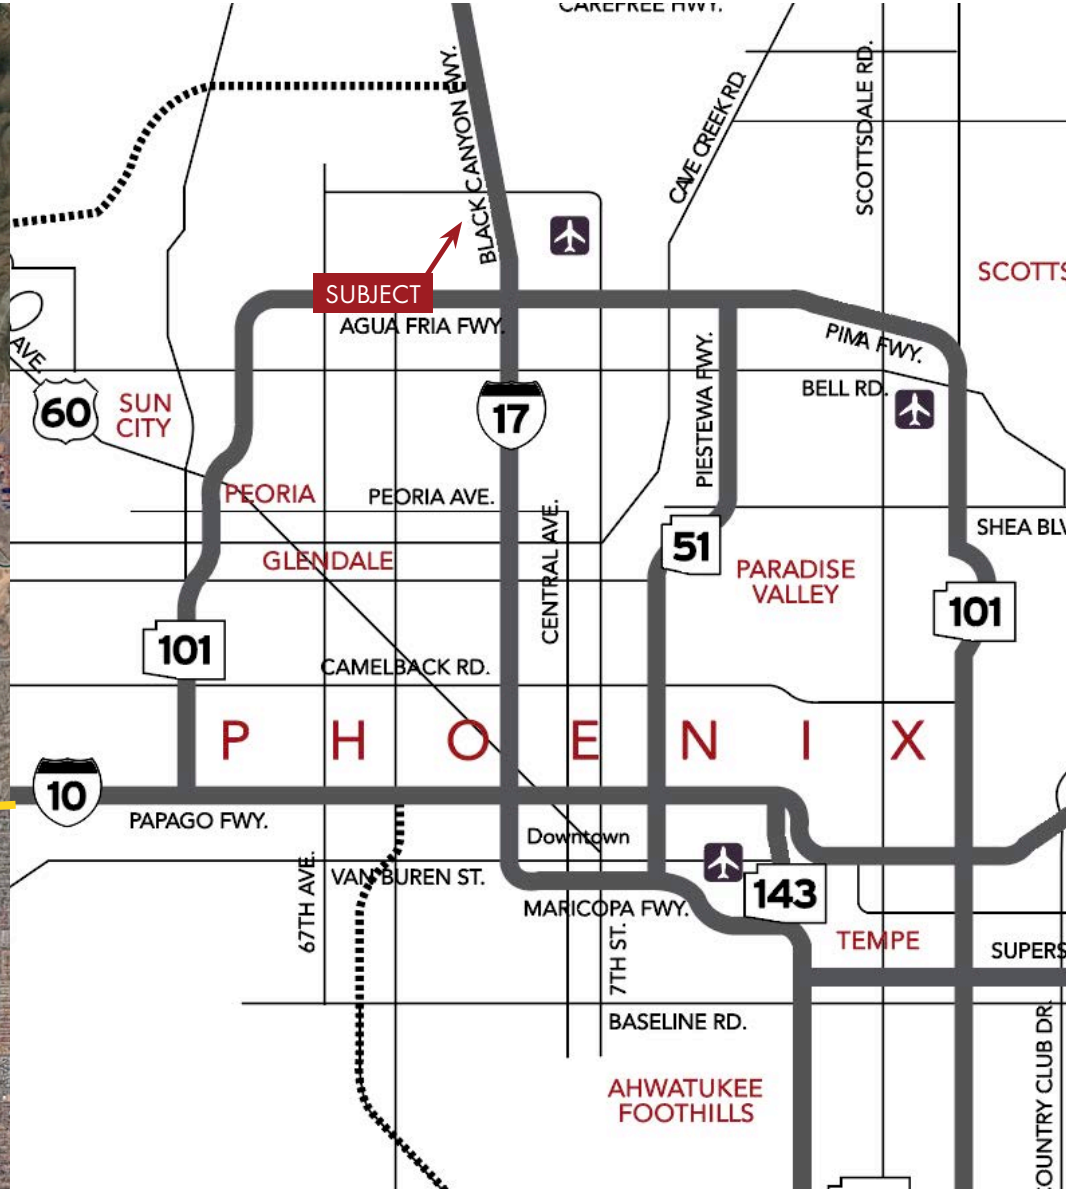 CAREFREE HWY.
BLACK CANYON FWY.
CAVE CREEK RD.
SCOTTSDALE RD.
SCOTTS
SUBJECT
AGUA FRIA FWY.
PIMA FWY.
AVE.
60
SUN
CITY
17
PIESTEWA FWY.
BELL RD.
PEORIA
PEORIA AVE.
CENTRAL AVE.
51
SHEA BLV
GLENDALE
PARADISE
VALLEY
101
101
CAMELBACK RD.
PHOENIX
10
PAPAGO FWY.
Downtown
67TH AVE.
VAN BUREN ST.
143
MARICOPA FWY.
7TH ST.
TEMPE
SUPERS
BASELINE RD.
COUNTRY CLUB DR.
AHWATUKEE
FOOTHILLS